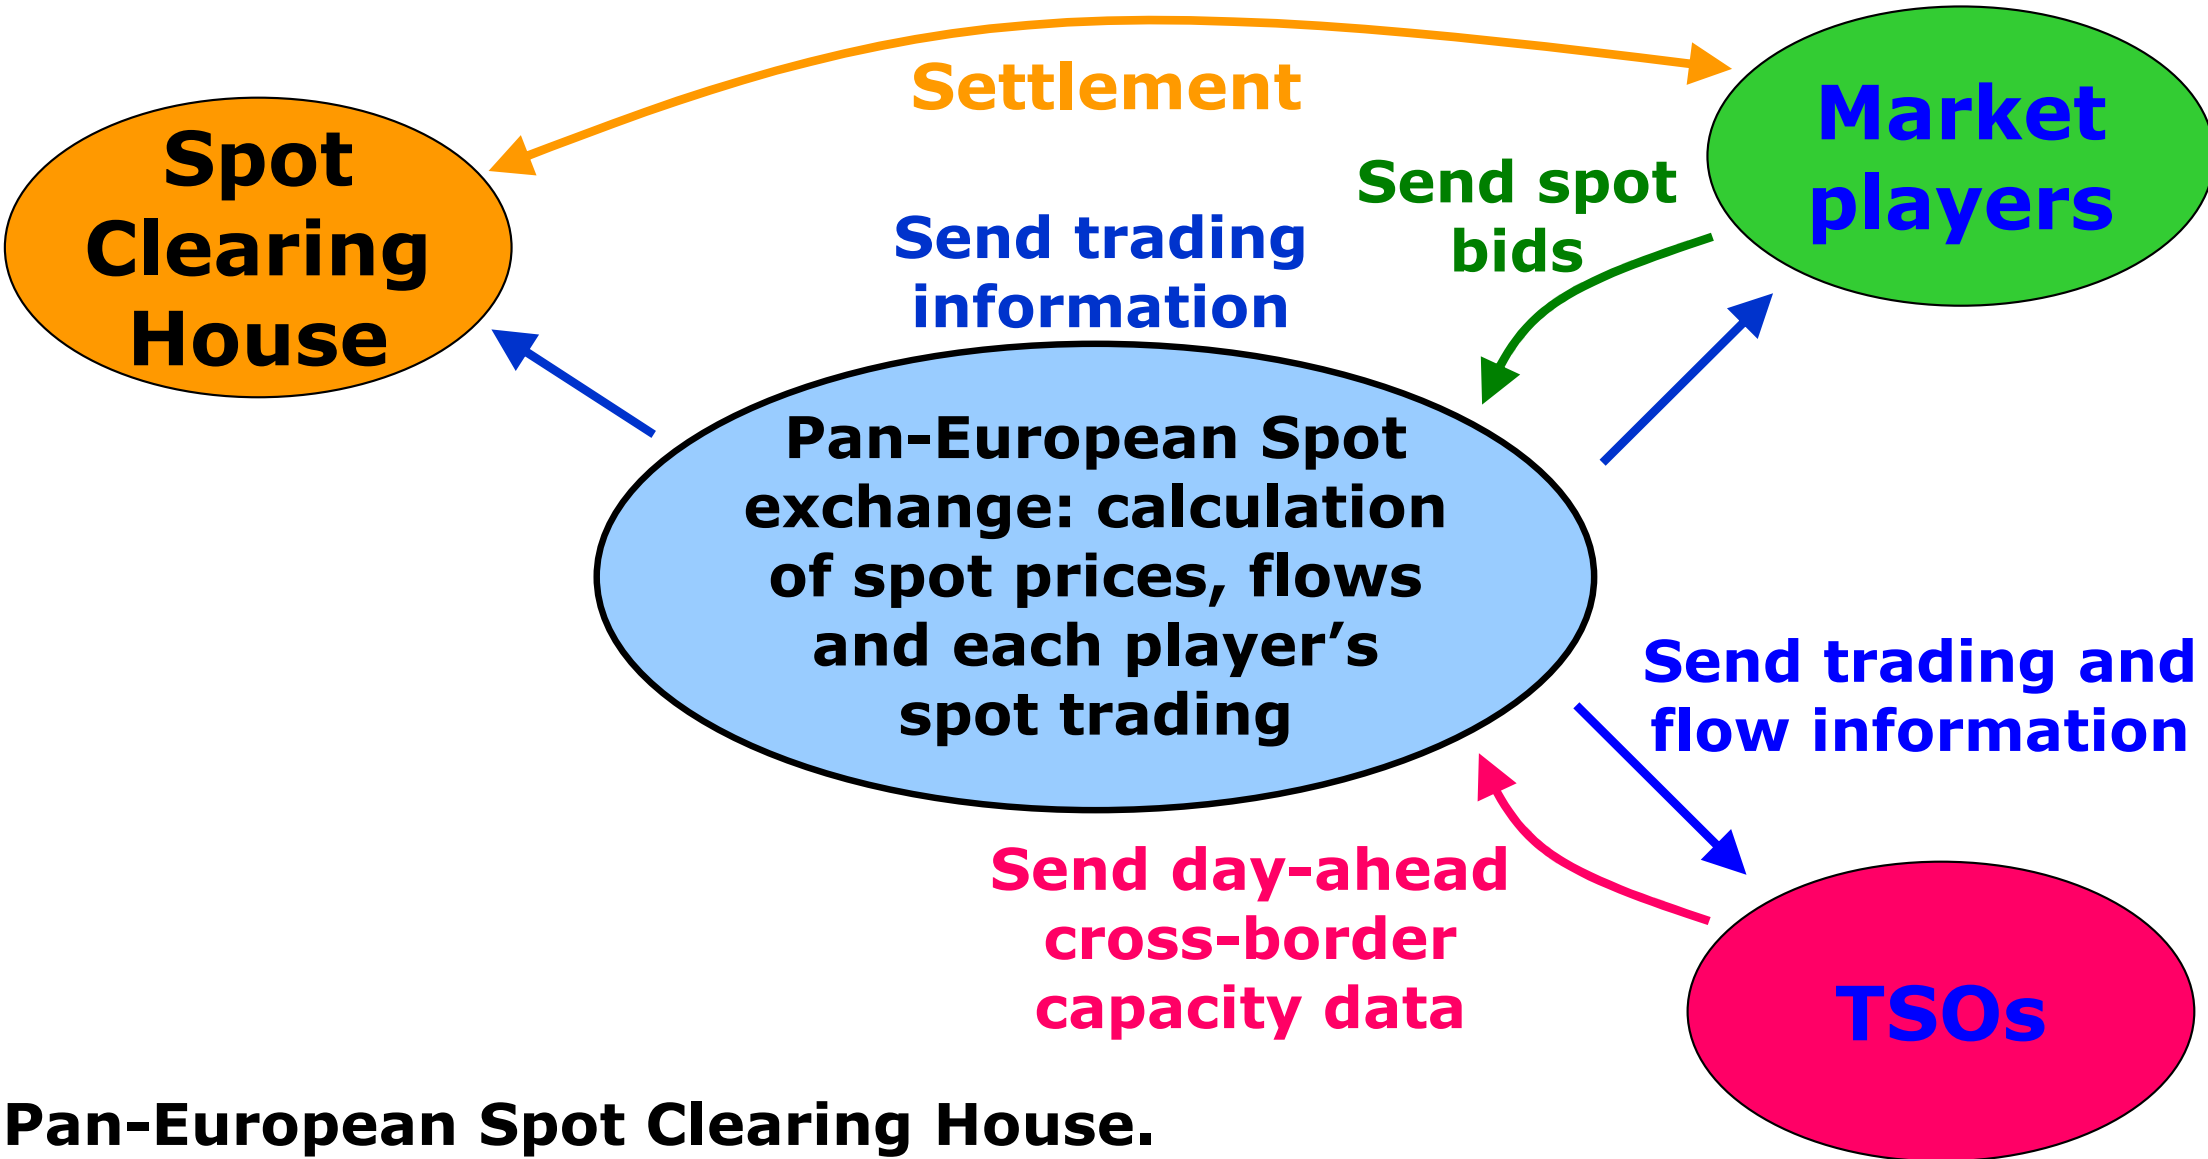 Settlement
Market
players
Spot
Clearing
House
Send spot
bids
Send trading
information
Pan-European Spot
exchange: calculation
of spot prices, flows
and each player’s
spot trading
Send trading and
flow information
Send day-ahead
cross-border
capacity data
TSOs
Pan-European Spot Clearing House.